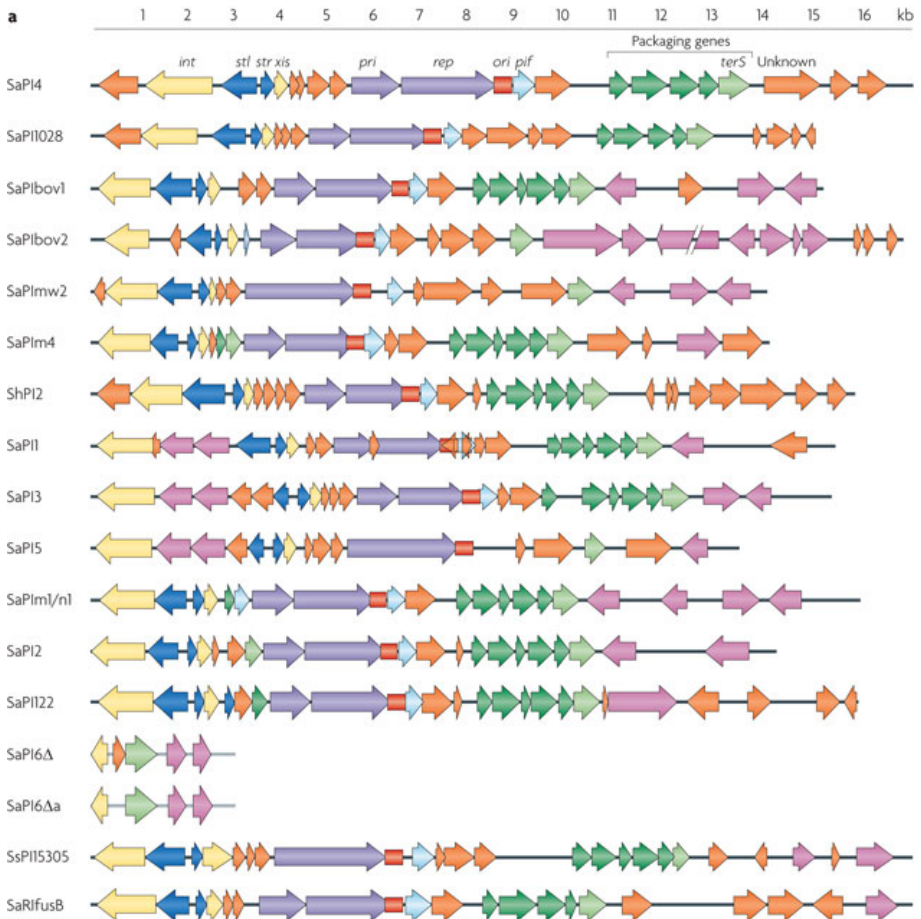 a 1 2 3 4 5 6 7 8 9 10 11 12 13 14 15 16 kb
Packaging genes
int stl str xis pri rep ori pif terS Unknown
SaPI4
SaPI1028
SaPIbov1
SaPIbov2
SaPImw2
SaPIm4
ShPI2
SaPI1
SaPI3
SaPI5
SaPIm1/n1
SaPI2
SaPI122
SaPI6Δ
SaPI6Δa
SsPI15305
SaRIfusB